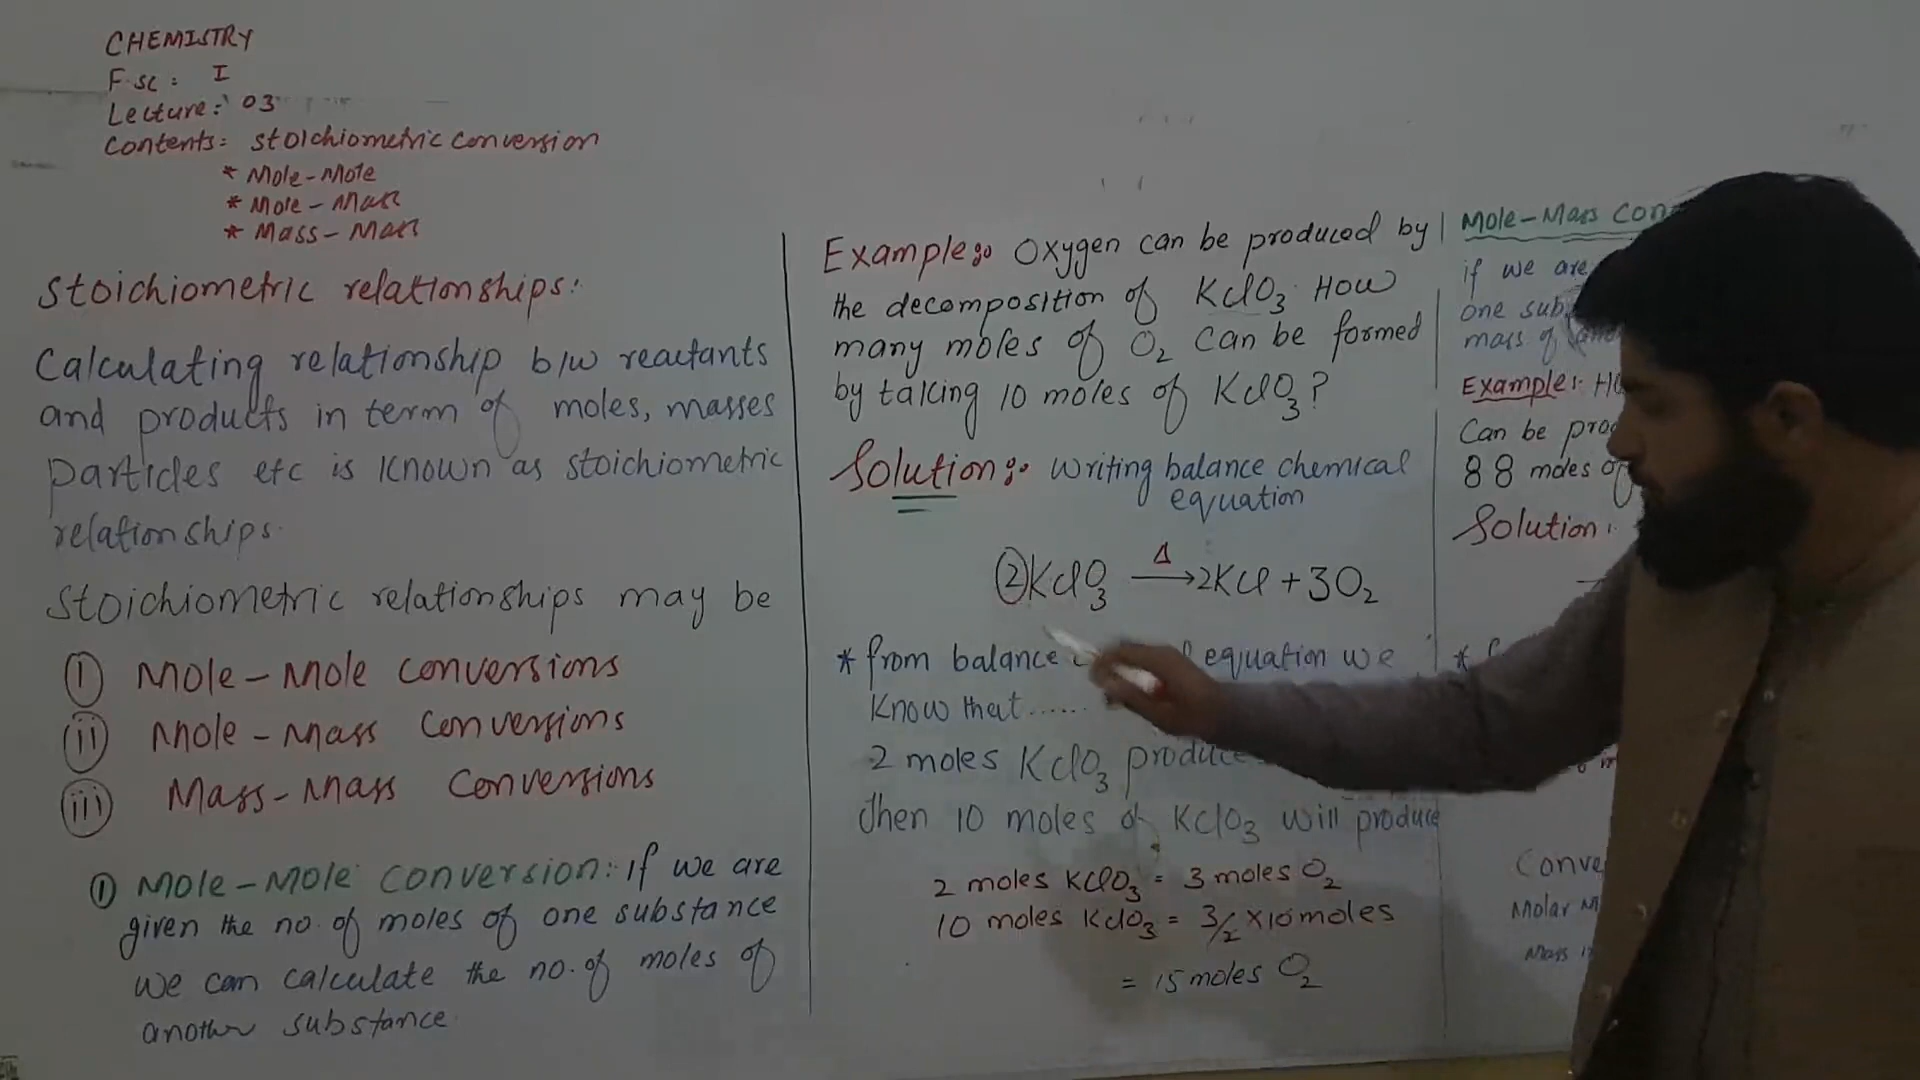 CHEMISTRY
F.sc: I
Lecture: 03
Contents: stoichiometric conversion
* Mole-Mole
* Mole-Mass
* Mass-Mass
Stoichiometric relationships:
Calculating relationship b/w reactants
and products in term of moles, masses
particles etc is known as stoichiometric
relationships.
Stoichiometric relationships may be
(i) Mole-Mole conversions
(ii) Mole-Mass conversions
(iii) Mass-Mass conversions
① Mole-Mole conversion: If we are
given the no. of moles of one substance
we can calculate the no. of moles of
another substance
Example: Oxygen can be produced by
the decomposition of KClO₃. How
many moles of O₂ can be formed
by taking 10 moles of KClO₃?
Solution: Writing balance chemical
equation
②KClO₃ →Δ 2KCl + 3O₂
* from balance equation we
Know that ......
2 moles KClO₃ produce
then 10 moles of KClO₃ will produce
2 moles KClO₃ = 3 moles O₂
10 moles KClO₃ = 3/2 × 10 moles
= 15 moles O₂
Mole-Mass
if we are
one
mass of
Example:
Can be
88 moles of
Solution:
*
Molar
Mass